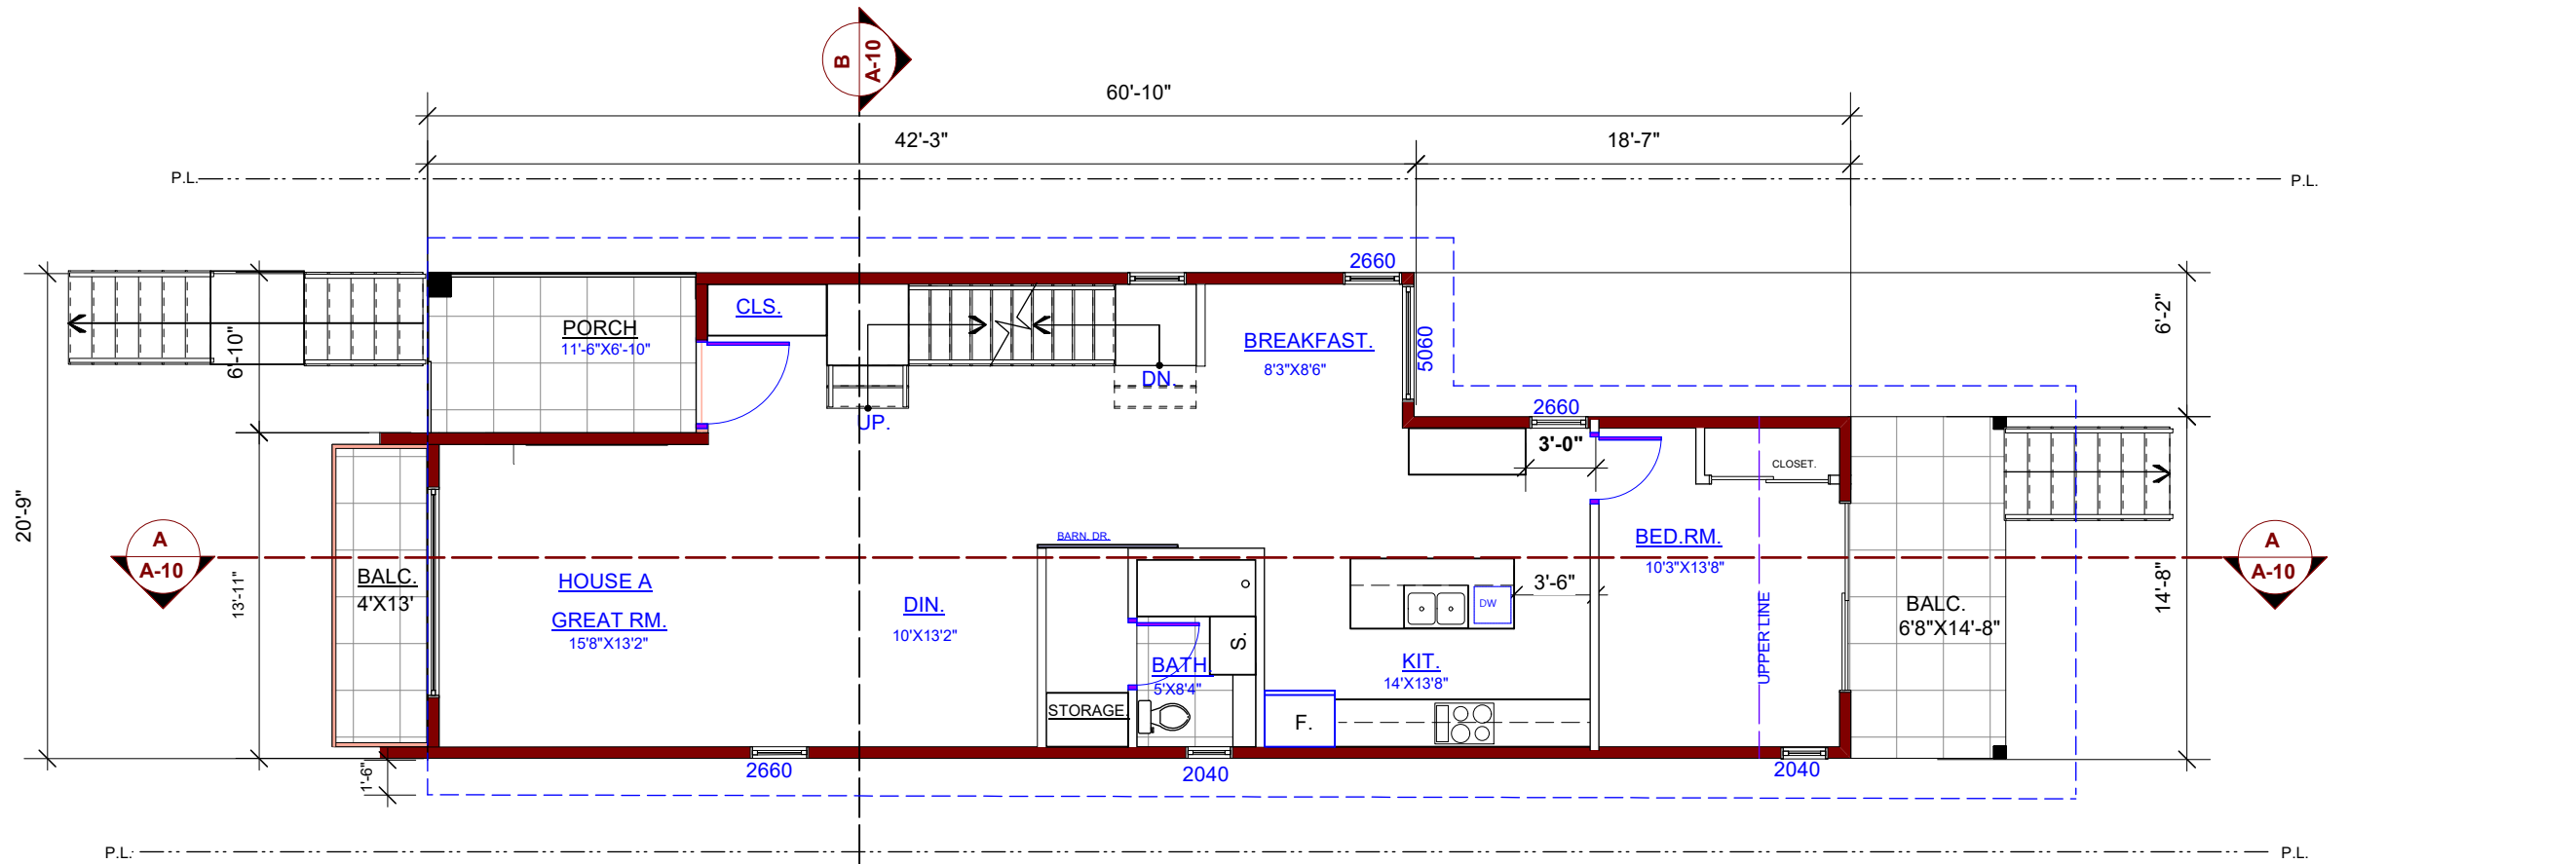 B
A-10
60'-10"
42'-3"
18'-7"
P.L.
P.L.
2660
CLS.
PORCH
11'-6"X6'-10"
6'-10"
BREAKFAST.
8'3"X8'6"
5060
6'-2"
DN.
UP.
2660
3'-0"
CLOSET.
20'-9"
A
A-10
BARN. DR.
BED.RM.
10'3"X13'8"
A
A-10
BALC.
4'X13'
13'-11"
HOUSE A
GREAT RM.
15'8"X13'2"
DIN.
10'X13'2"
3'-6"
DW
UPPER LINE
BALC.
6'8"X14'-8"
14'-8"
S.
BATH.
5'X8'4"
KIT.
14'X13'8"
STORAGE.
F.
1'-6"
2660
2040
2040
P.L.
P.L.